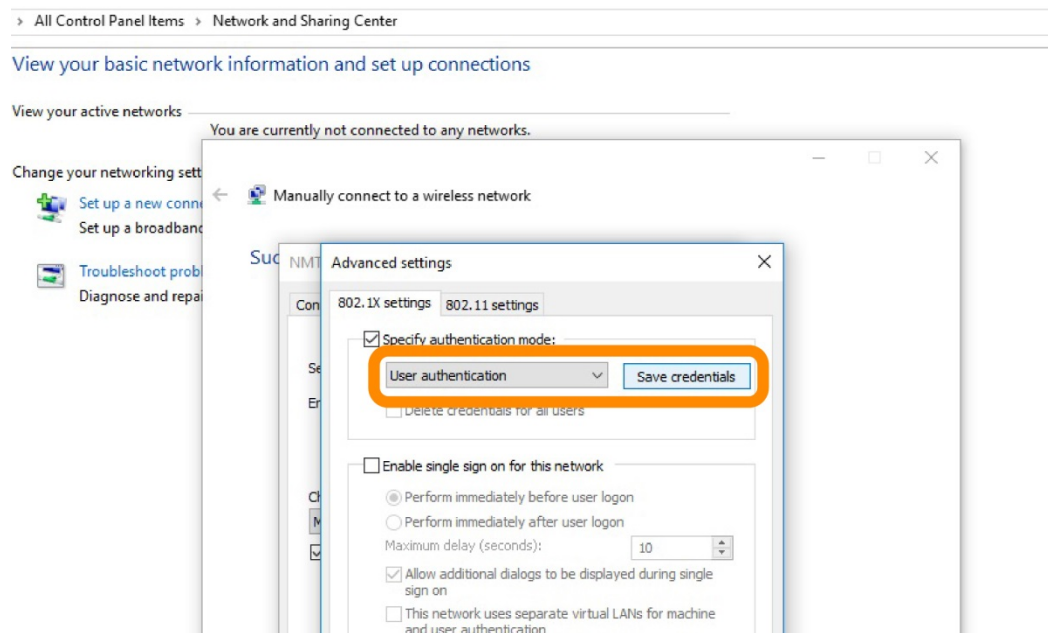 > All Control Panel Items > Network and Sharing Center
View your basic network information and set up connections
View your active networks
You are currently not connected to any networks.
Change your networking sett
Set up a new conn
Set up a broadband
Troubleshoot probl
Diagnose and repai
Manually connect to a wireless network
Suc
NMT
Con
Se
En
Ch
M
Advanced settings
802.1X settings
802.11 settings
Specify authentication mode:
User authentication
Save credentials
Delete credentials for all users
Enable single sign on for this network
Perform immediately before user logon
Perform immediately after user logon
Maximum delay (seconds):
10
Allow additional dialogs to be displayed during single
sign on
This network uses separate virtual LANs for machine
and user authentication